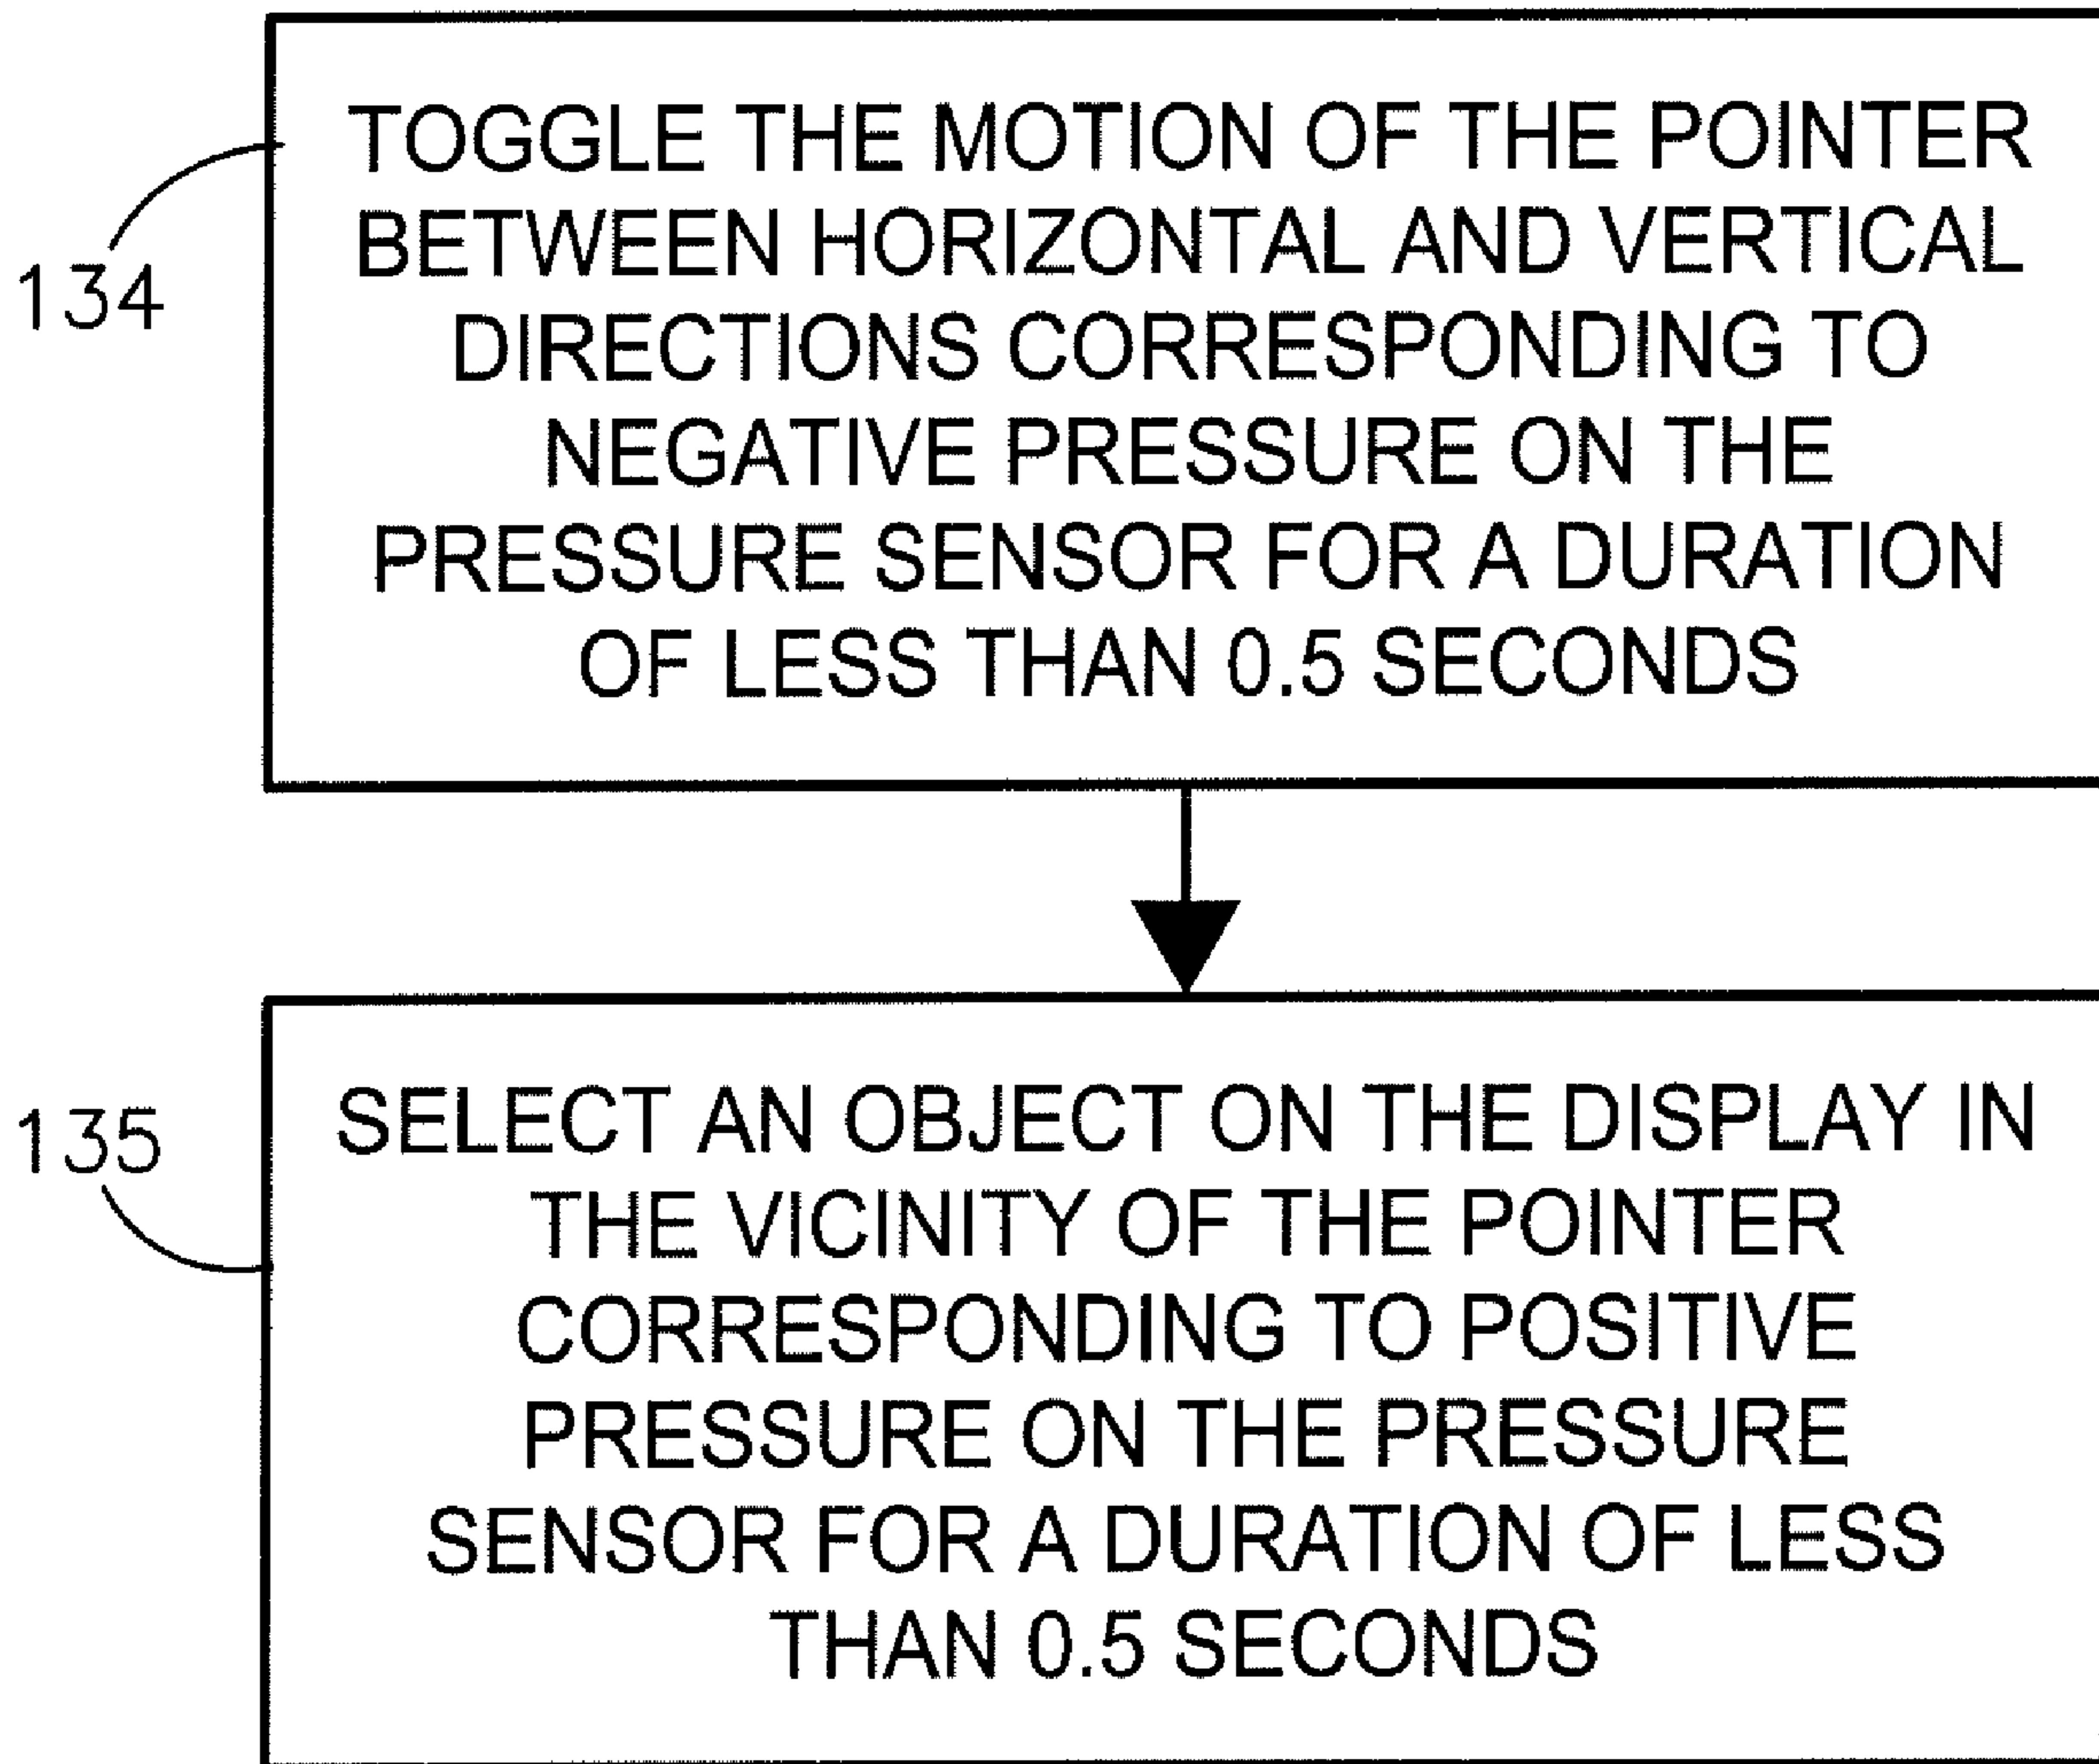 134
TOGGLE THE MOTION OF THE POINTER
BETWEEN HORIZONTAL AND VERTICAL
DIRECTIONS CORRESPONDING TO
NEGATIVE PRESSURE ON THE
PRESSURE SENSOR FOR A DURATION
OF LESS THAN 0.5 SECONDS
135
SELECT AN OBJECT ON THE DISPLAY IN
THE VICINITY OF THE POINTER
CORRESPONDING TO POSITIVE
PRESSURE ON THE PRESSURE
SENSOR FOR A DURATION OF LESS
THAN 0.5 SECONDS